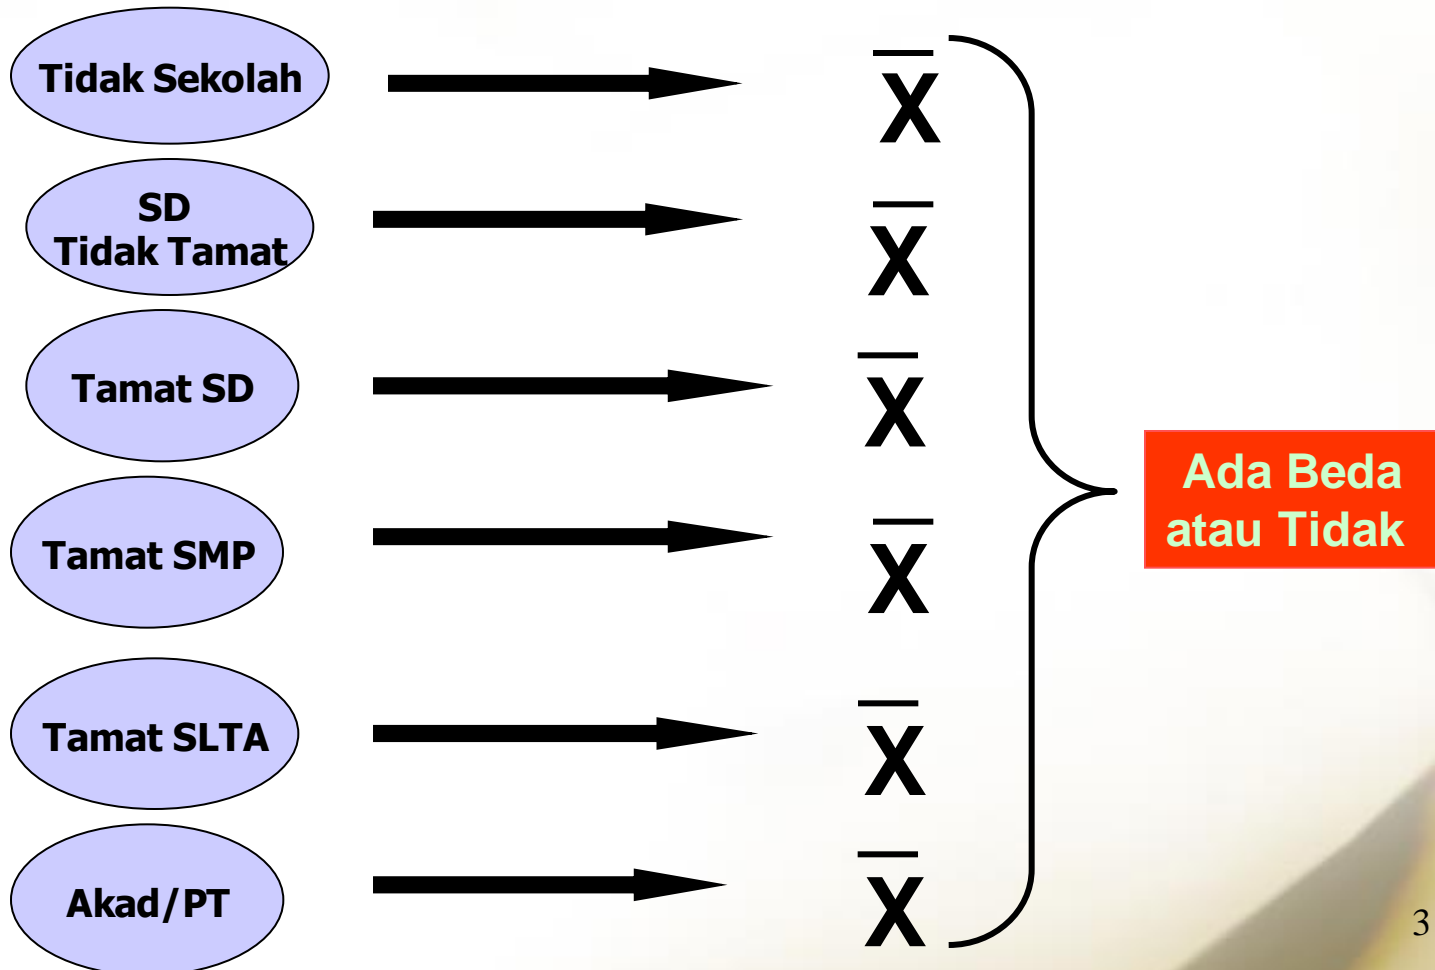 Tidak Sekolah
X̅
SD
Tidak Tamat
X̅
Tamat SD
X̅
Tamat SMP
X̅
Tamat SLTA
X̅
Akad/PT
X̅
Ada Beda
atau Tidak
3